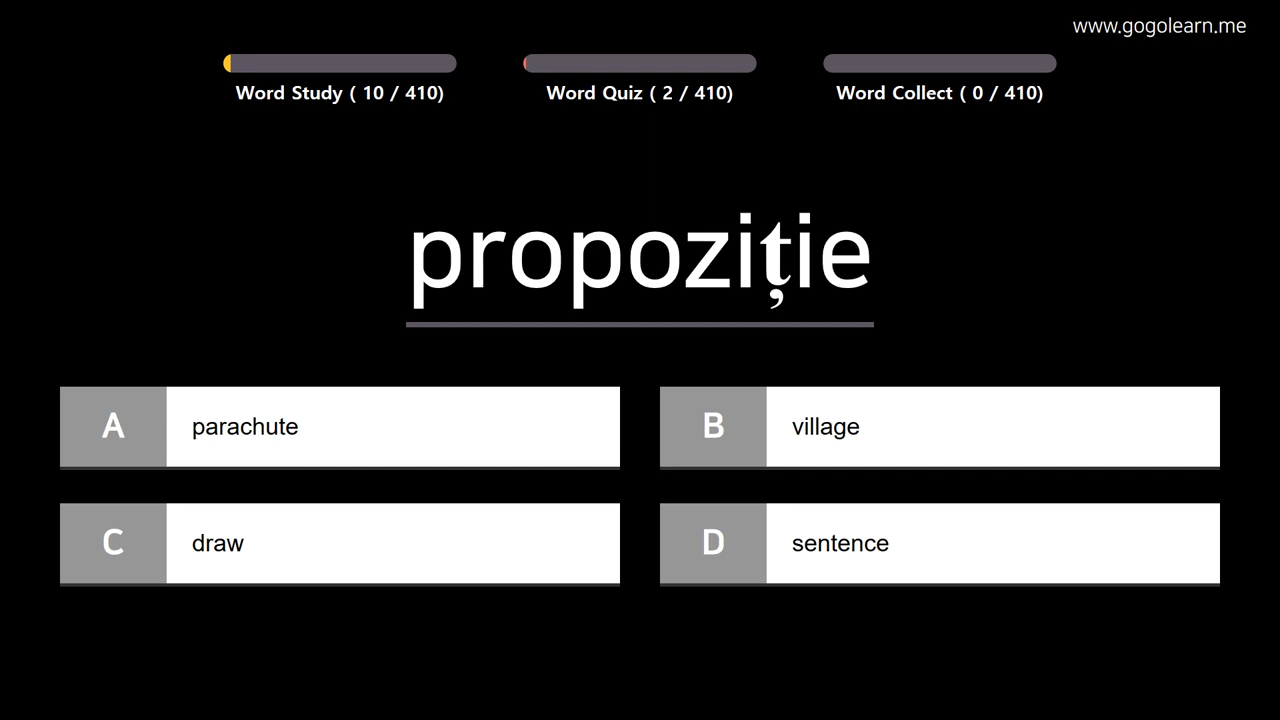 www.gogolearn.me
Word Study ( 10 / 410)
Word Quiz ( 2 / 410)
Word Collect ( 0 / 410)
propoziție
A parachute
B village
C draw
D sentence